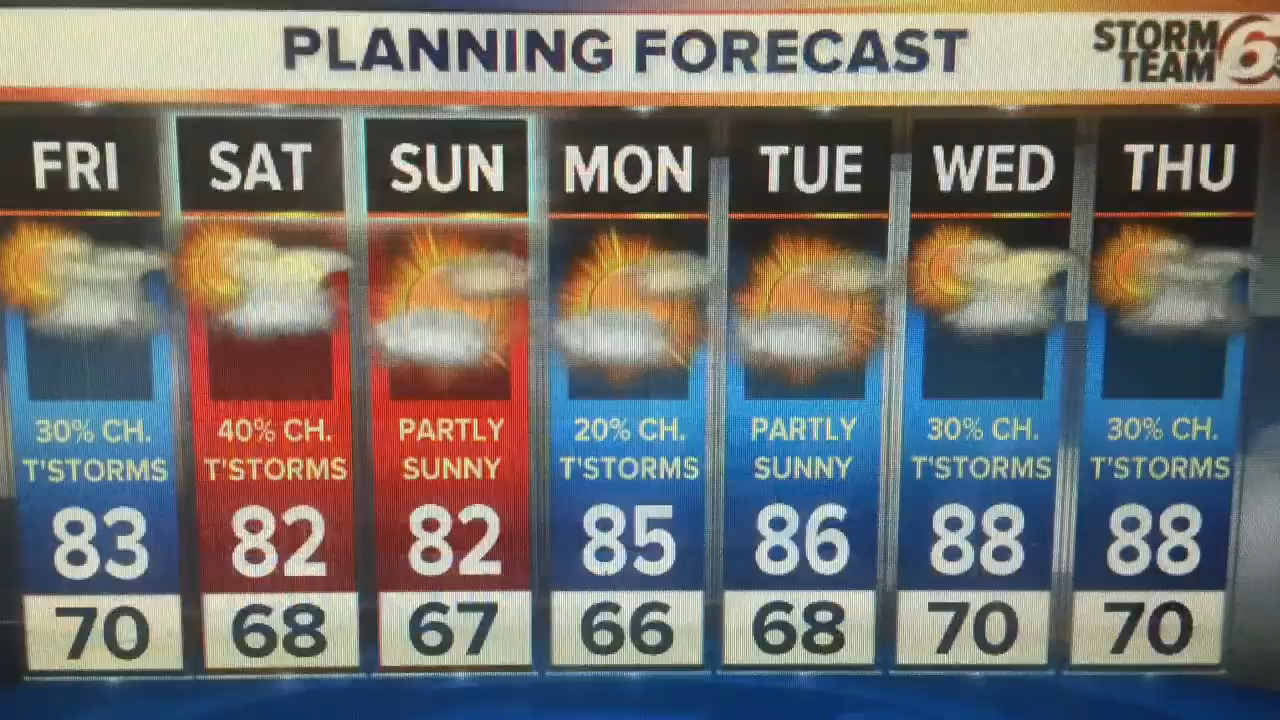 PLANNING FORECAST
STORM
TEAM 6
FRI SAT SUN MON TUE WED THU
30% CH. 40% CH. PARTLY 20% CH. PARTLY 30% CH. 30% CH.
T'STORMS T'STORMS SUNNY T'STORMS SUNNY T'STORMS T'STORMS
83 82 82 85 86 88 88
70 68 67 66 68 70 70